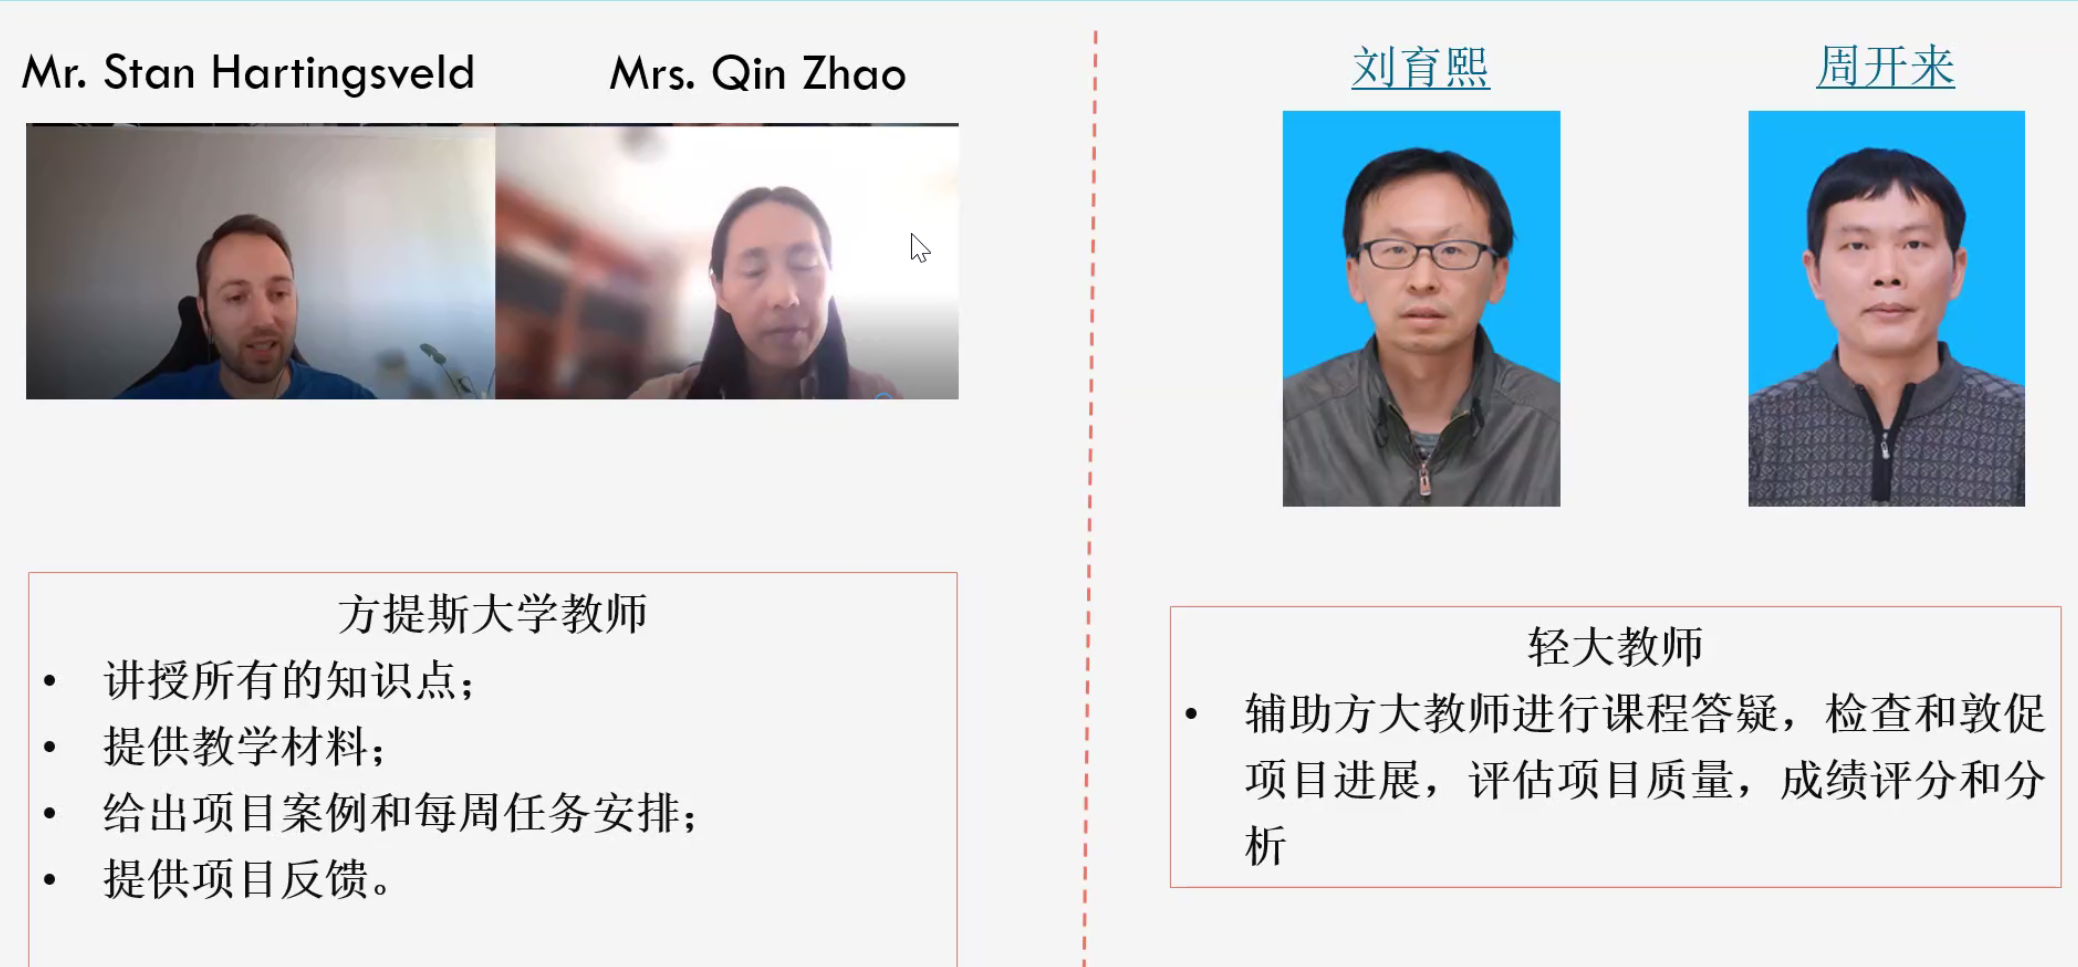 Mr. Stan Hartingsveld
Mrs. Qin Zhao
方提斯大学教师
• 讲授所有的知识点；
• 提供教学材料；
• 给出项目案例和每周任务安排；
• 提供项目反馈。
刘育熙
周开来
轻大教师
• 辅助方大教师进行课程答疑，检查和敦促
项目进展，评估项目质量，成绩评分和分
析